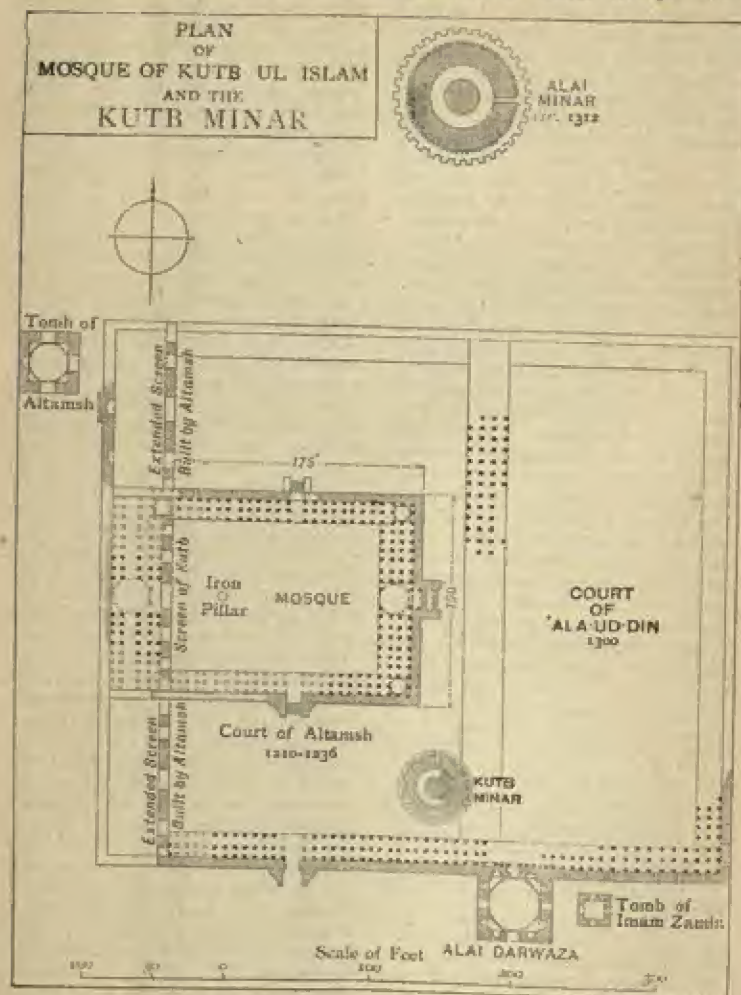 PLAN
OF
MOSQUE OF KUTB UL ISLAM
AND THE
KUTB MINAR
ALAI
MINAR
1312
Tomb of
Altamsh
Extended Screen
Built by Altamsh
175'
Screen of Kutb
Iron
Pillar
MOSQUE
COURT
OF
'ALA-UD-DIN
1300
Extended Screen
Built by Altamsh
Court of Altamsh
1210-1236
KUTB
MINAR
Tomb of
Imam Zamin
ALAI DARWAZA
Scale of Feet
0